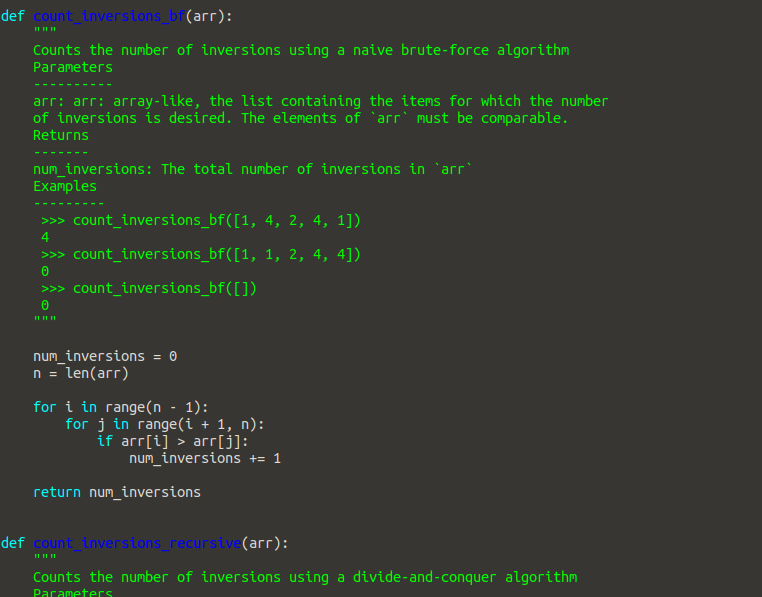 def count_inversions_bf(arr):
    """
    Counts the number of inversions using a naive brute-force algorithm
    Parameters
    ----------
    arr: arr: array-like, the list containing the items for which the number
    of inversions is desired. The elements of `arr` must be comparable.
    Returns
    -------
    num_inversions: The total number of inversions in `arr`
    Examples
    ---------
     >>> count_inversions_bf([1, 4, 2, 4, 1])
     4
     >>> count_inversions_bf([1, 1, 2, 4, 4])
     0
     >>> count_inversions_bf([])
     0
    """

    num_inversions = 0
    n = len(arr)

    for i in range(n - 1):
        for j in range(i + 1, n):
            if arr[i] > arr[j]:
                num_inversions += 1

    return num_inversions


def count_inversions_recursive(arr):
    """
    Counts the number of inversions using a divide-and-conquer algorithm
    Parameters